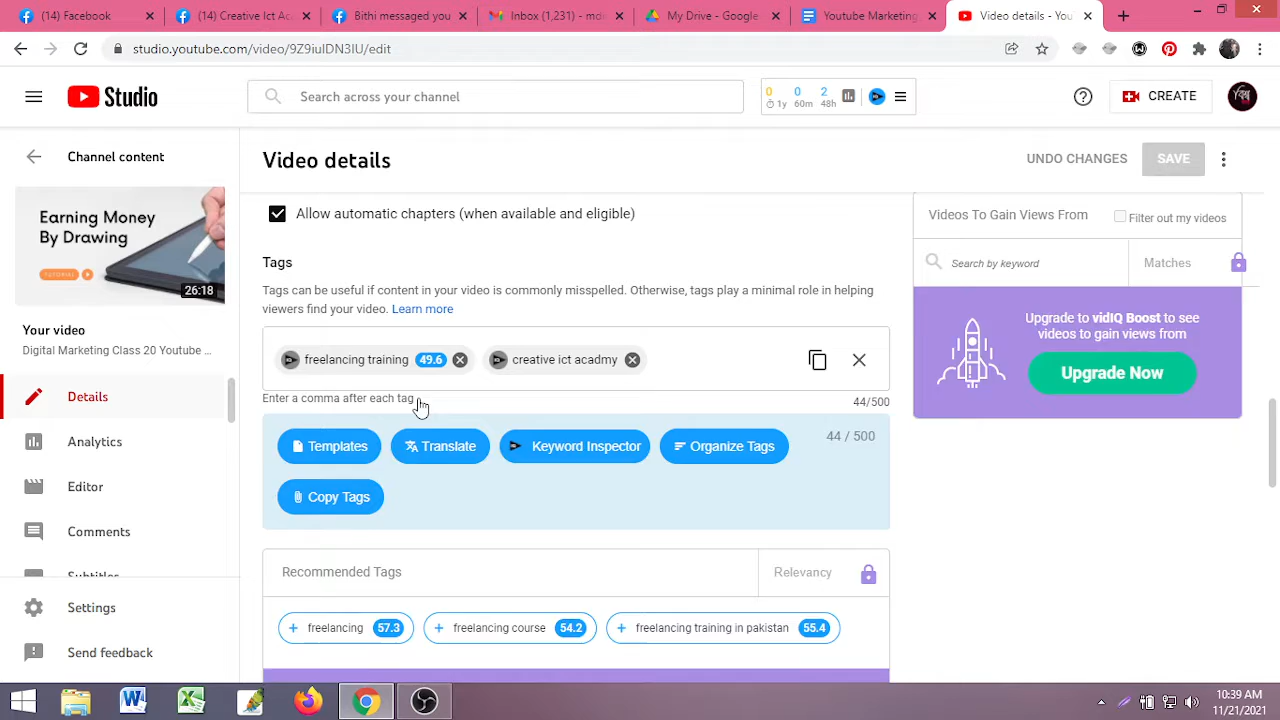 (14) Facebook
(14) Creative Ict Ac
Bithi messaged you
Inbox (1,231) - md
My Drive - Google
Youtube Marketing
Video details - You
studio.youtube.com/video/9Z9iuIDN3IU/edit
Studio
Search across your channel
0 0 2
1y 60m 48h
CREATE
Channel content
Video details
UNDO CHANGES
SAVE
Earning Money
By Drawing
TUTORIAL
26:18
Your video
Digital Marketing Class 20 Youtube ...
Details
Analytics
Editor
Comments
Subtitles
Settings
Send feedback
Allow automatic chapters (when available and eligible)
Tags
Tags can be useful if content in your video is commonly misspelled. Otherwise, tags play a minimal role in helping
viewers find your video. Learn more
freelancing training 49.6
creative ict acadmy
Enter a comma after each tag
44/500
Templates
Translate
Keyword Inspector
Organize Tags
44 / 500
Copy Tags
Recommended Tags
Relevancy
freelancing 57.3
freelancing course 54.2
freelancing training in pakistan 55.4
Videos To Gain Views From
Filter out my videos
Search by keyword
Matches
Upgrade to vidIQ Boost to see
videos to gain views from
Upgrade Now
10:39 AM
11/21/2021